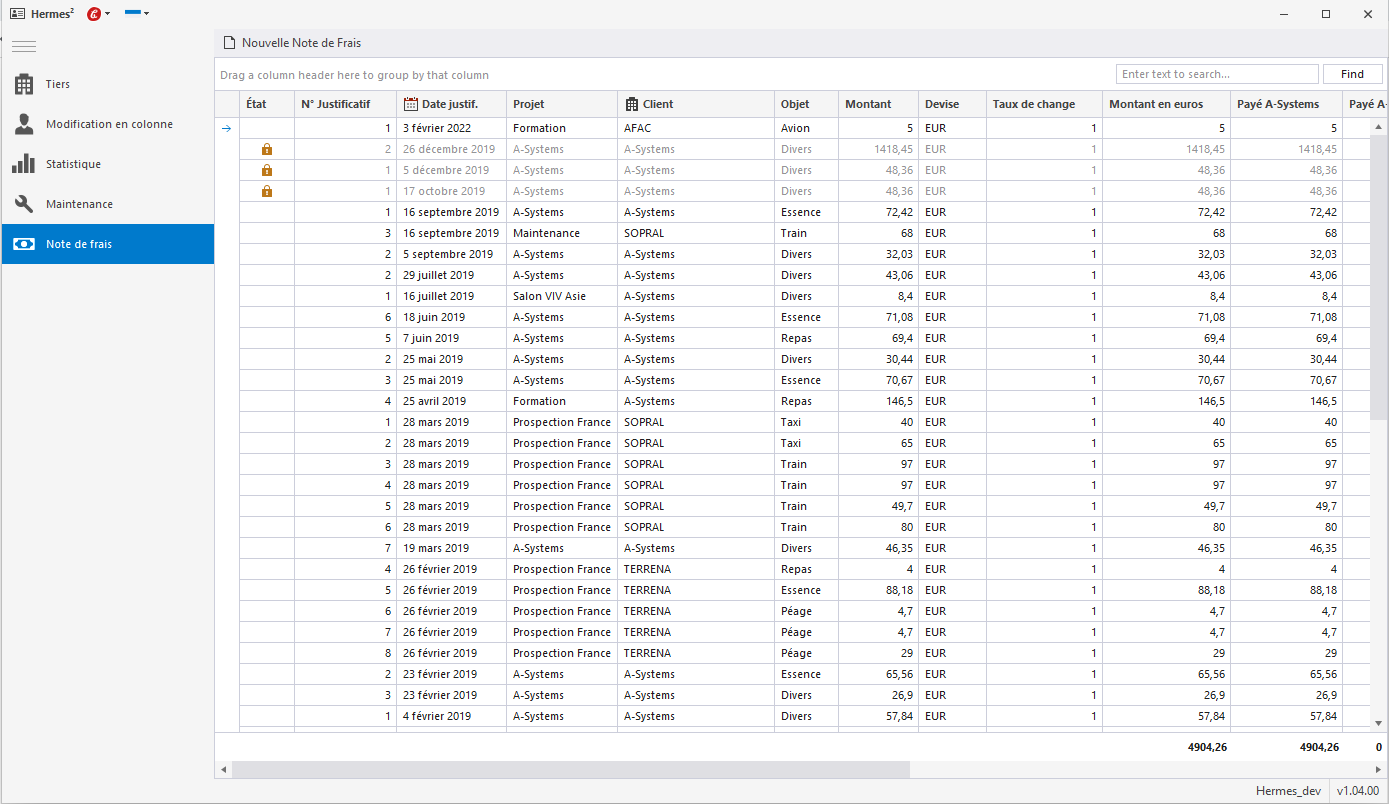 Hermes²
Nouvelle Note de Frais
Tiers
Modification en colonne
Statistique
Maintenance
Note de frais
Drag a column header here to group by that column
Enter text to search...
Find
État N° Justificatif Date justif. Projet Client Objet Montant Devise Taux de change Montant en euros Payé A-Systems Payé A-
1 3 février 2022 Formation AFAC Avion 5 EUR 1 5 5
2 26 décembre 2019 A-Systems A-Systems Divers 1418,45 EUR 1 1418,45 1418,45
1 5 décembre 2019 A-Systems A-Systems Divers 48,36 EUR 1 48,36 48,36
1 17 octobre 2019 A-Systems A-Systems Divers 48,36 EUR 1 48,36 48,36
1 16 septembre 2019 A-Systems A-Systems Essence 72,42 EUR 1 72,42 72,42
3 16 septembre 2019 Maintenance SOPRAL Train 68 EUR 1 68 68
2 5 septembre 2019 A-Systems A-Systems Divers 32,03 EUR 1 32,03 32,03
2 29 juillet 2019 A-Systems A-Systems Divers 43,06 EUR 1 43,06 43,06
1 16 juillet 2019 Salon VIV Asie A-Systems Divers 8,4 EUR 1 8,4 8,4
6 18 juin 2019 A-Systems A-Systems Essence 71,08 EUR 1 71,08 71,08
5 7 juin 2019 A-Systems A-Systems Repas 69,4 EUR 1 69,4 69,4
2 25 mai 2019 A-Systems A-Systems Divers 30,44 EUR 1 30,44 30,44
3 25 mai 2019 A-Systems A-Systems Essence 70,67 EUR 1 70,67 70,67
4 25 avril 2019 Formation A-Systems Repas 146,5 EUR 1 146,5 146,5
1 28 mars 2019 Prospection France SOPRAL Taxi 40 EUR 1 40 40
2 28 mars 2019 Prospection France SOPRAL Taxi 65 EUR 1 65 65
3 28 mars 2019 Prospection France SOPRAL Train 97 EUR 1 97 97
4 28 mars 2019 Prospection France SOPRAL Train 97 EUR 1 97 97
5 28 mars 2019 Prospection France SOPRAL Train 49,7 EUR 1 49,7 49,7
6 28 mars 2019 Prospection France SOPRAL Train 80 EUR 1 80 80
7 19 mars 2019 A-Systems A-Systems Divers 46,35 EUR 1 46,35 46,35
4 26 février 2019 Prospection France TERRENA Repas 4 EUR 1 4 4
5 26 février 2019 Prospection France TERRENA Essence 88,18 EUR 1 88,18 88,18
6 26 février 2019 Prospection France TERRENA Péage 4,7 EUR 1 4,7 4,7
7 26 février 2019 Prospection France TERRENA Péage 4,7 EUR 1 4,7 4,7
8 26 février 2019 Prospection France TERRENA Péage 29 EUR 1 29 29
2 23 février 2019 A-Systems A-Systems Essence 65,56 EUR 1 65,56 65,56
3 23 février 2019 A-Systems A-Systems Divers 26,9 EUR 1 26,9 26,9
1 4 février 2019 A-Systems A-Systems Divers 57,84 EUR 1 57,84 57,84
4904,26 4904,26 0
Hermes_dev v1.04.00